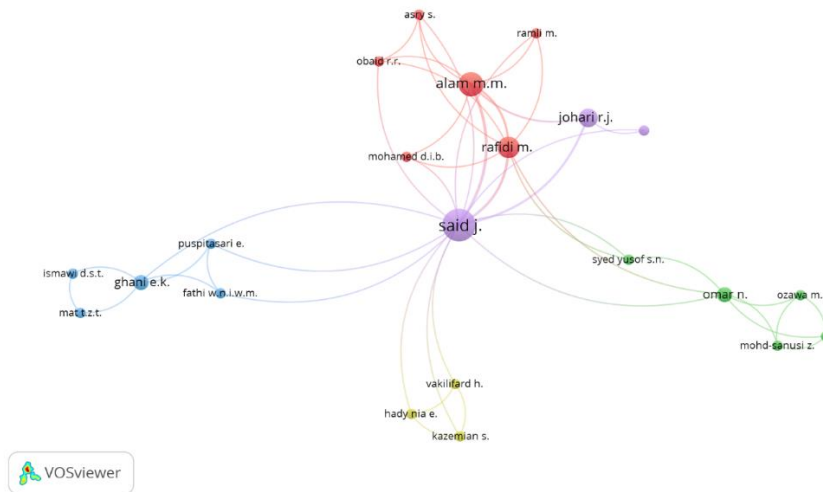 asry s.
ramli m.
obaid r.r.
alam m.m.
johari r.j.
rafidi m.
mohamed d.i.b.
said j.
puspitasari e.
syed yusof s.n.
ismawi d.s.t.
ghani e.k.
fathi w.n.i.w.m.
omar n.
ozawa m.
mat t.z.t.
mohd-sanusi z.
vakilifard h.
hady nia e.
kazemian s.
VOSviewer